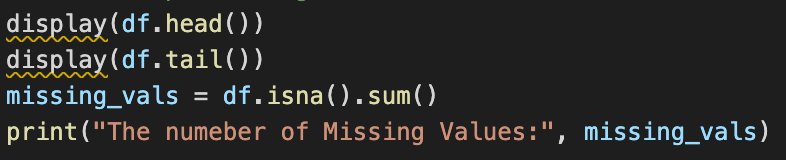 display(df.head())
display(df.tail())
missing_vals = df.isna().sum()
print("The numeber of Missing Values:", missing_vals)